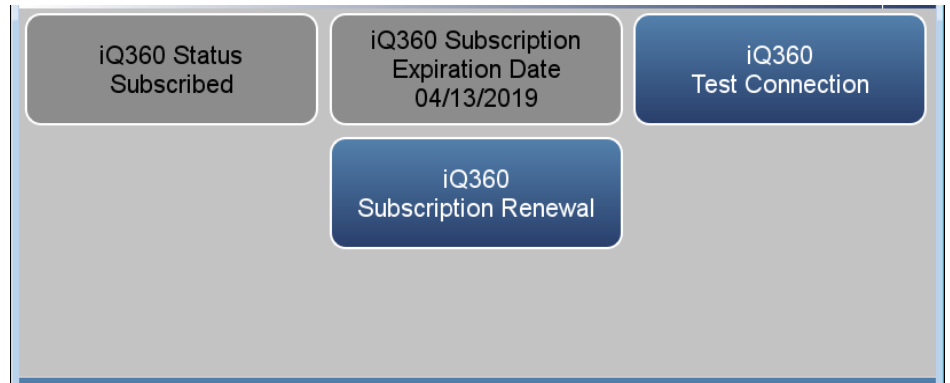 iQ360 Status
Subscribed
iQ360 Subscription
Expiration Date
04/13/2019
iQ360
Test Connection
iQ360
Subscription Renewal